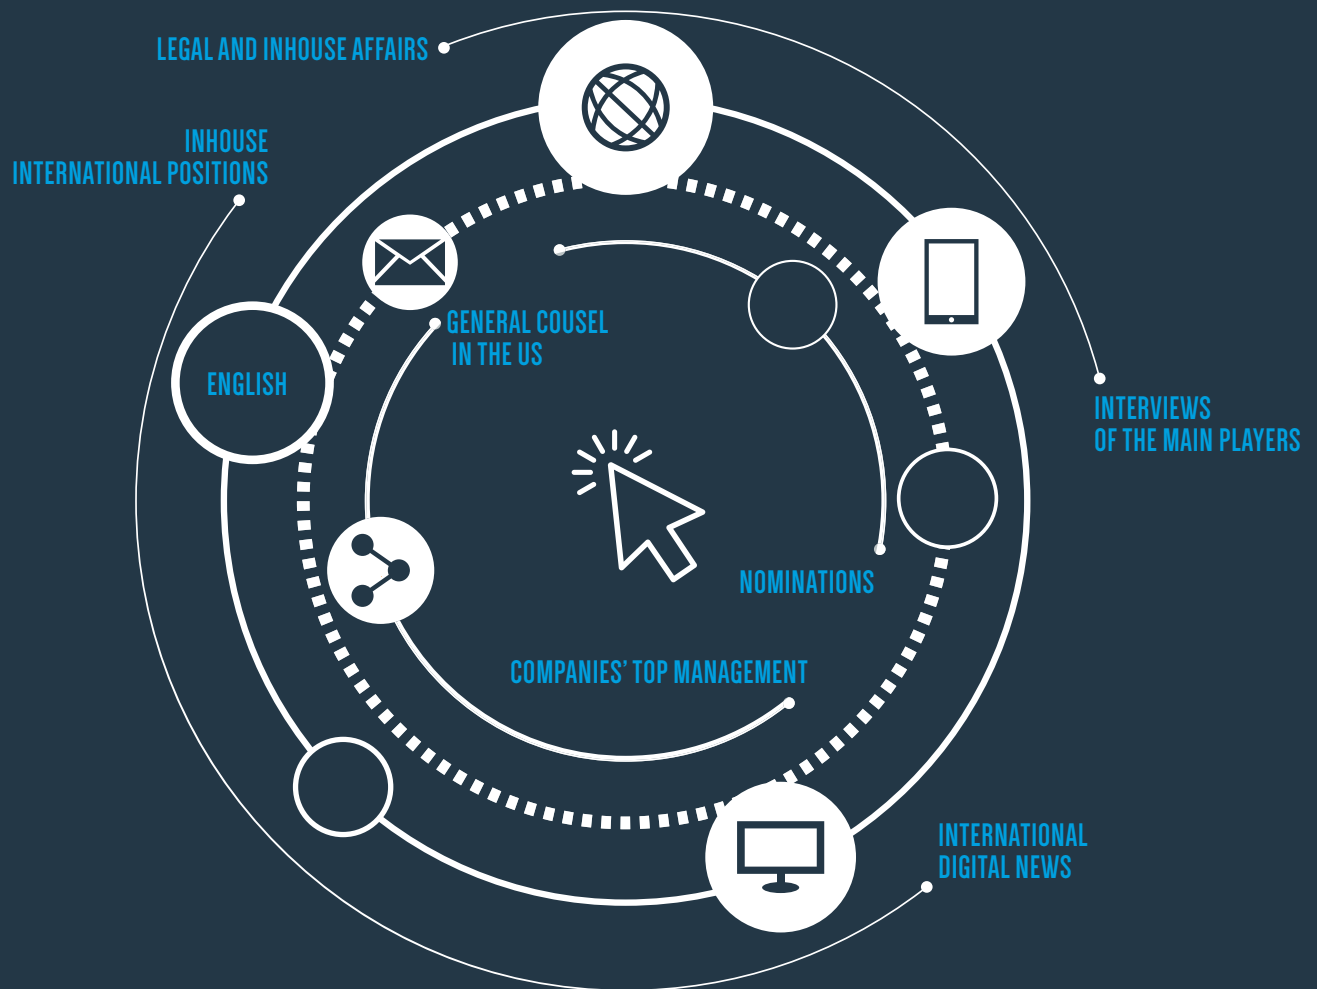 LEGAL AND INHOUSE AFFAIRS
INHOUSE
INTERNATIONAL POSITIONS
GENERAL COUSEL
IN THE US
ENGLISH
INTERVIEWS
OF THE MAIN PLAYERS
NOMINATIONS
COMPANIES' TOP MANAGEMENT
INTERNATIONAL
DIGITAL NEWS